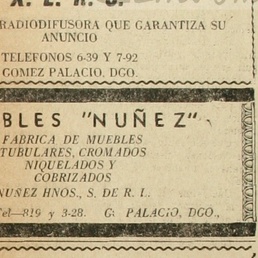 X. E. R. S.
RADIODIFUSORA QUE GARANTIZA SU
ANUNCIO
TELEFONOS 6-39 Y 7-92
GOMEZ PALACIO, DGO.
BLES "NUÑEZ"
FABRICA DE MUEBLES
TUBULARES, CROMADOS
NIQUELADOS Y
COBRIZADOS
NUÑEZ HNOS., S. DE R. L.
Tel—819 y 3-28. G: PALACIO, DGO.,